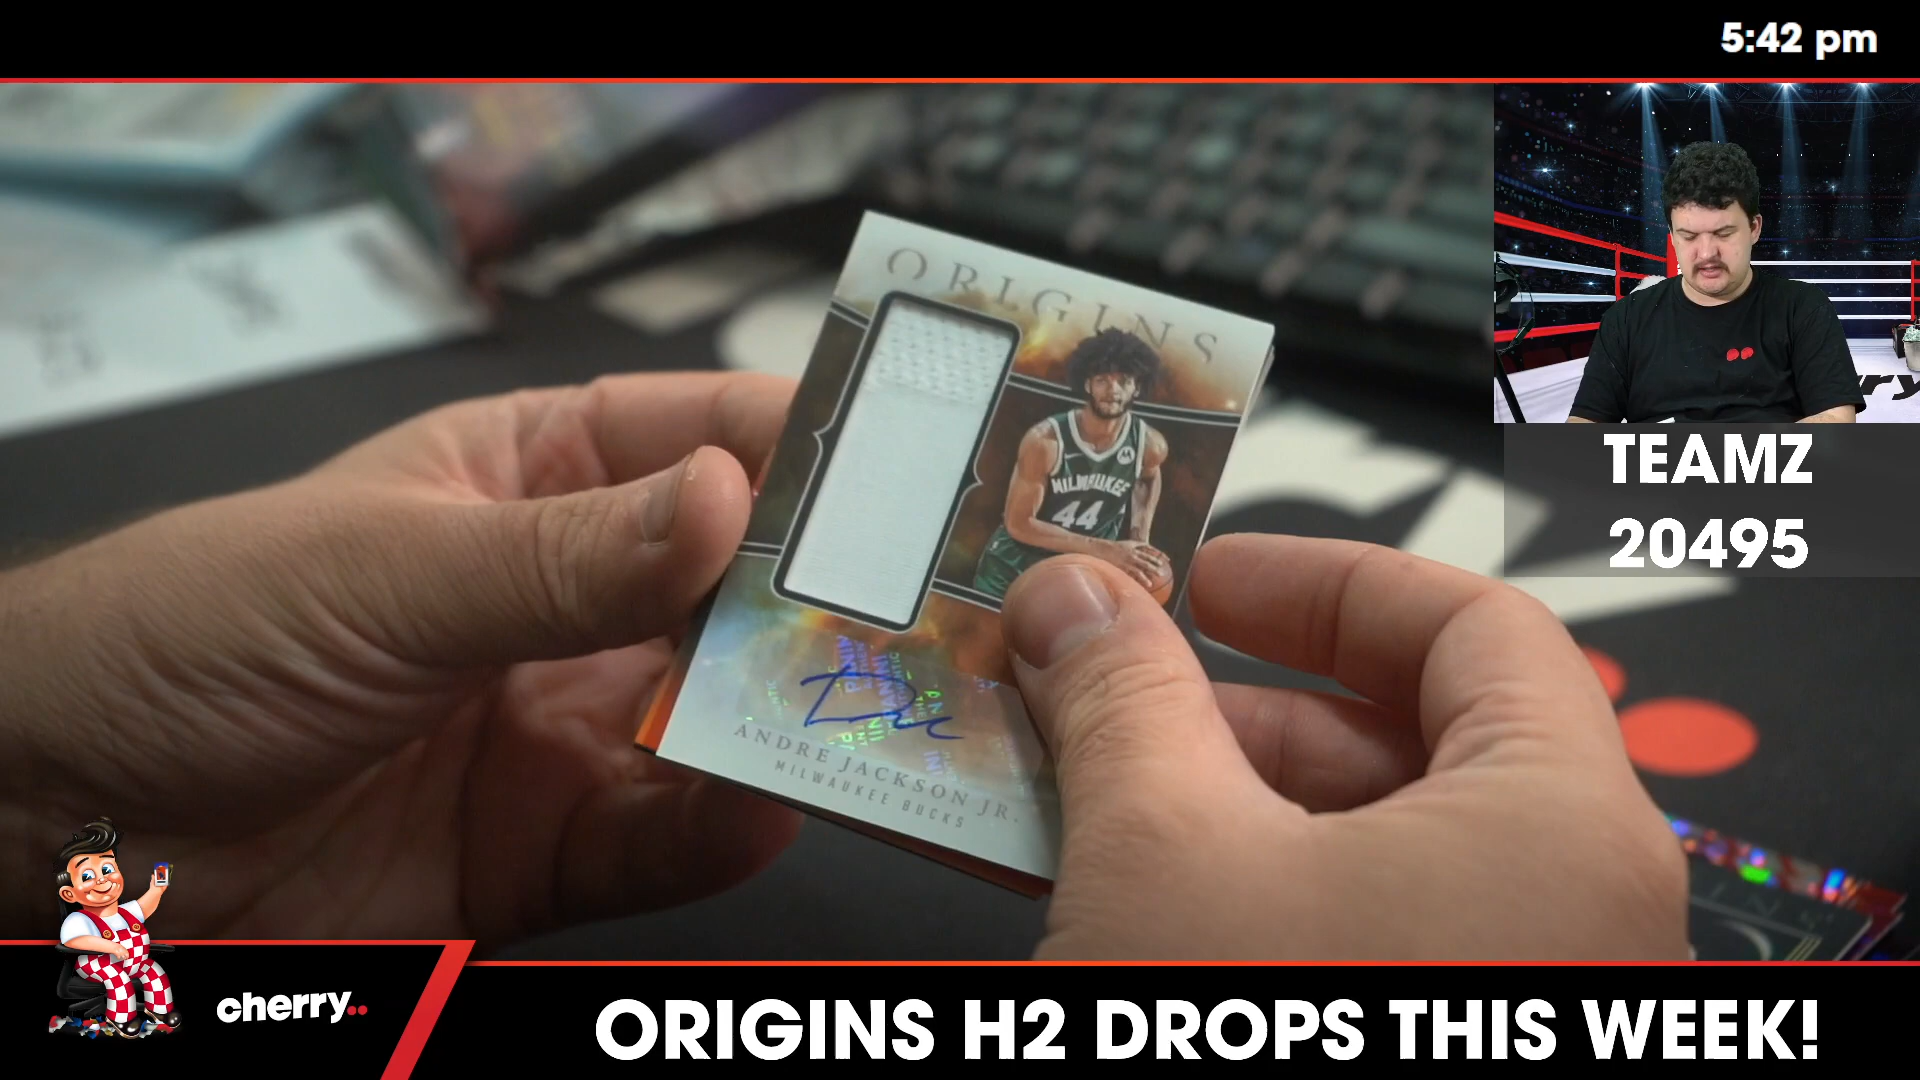 5:42 pm
ORIGINS
MILWAUKEE
44
ANDRE JACKSON JR.
MILWAUKEE BUCKS
TEAMZ
20495
cherry..
ORIGINS H2 DROPS THIS WEEK!